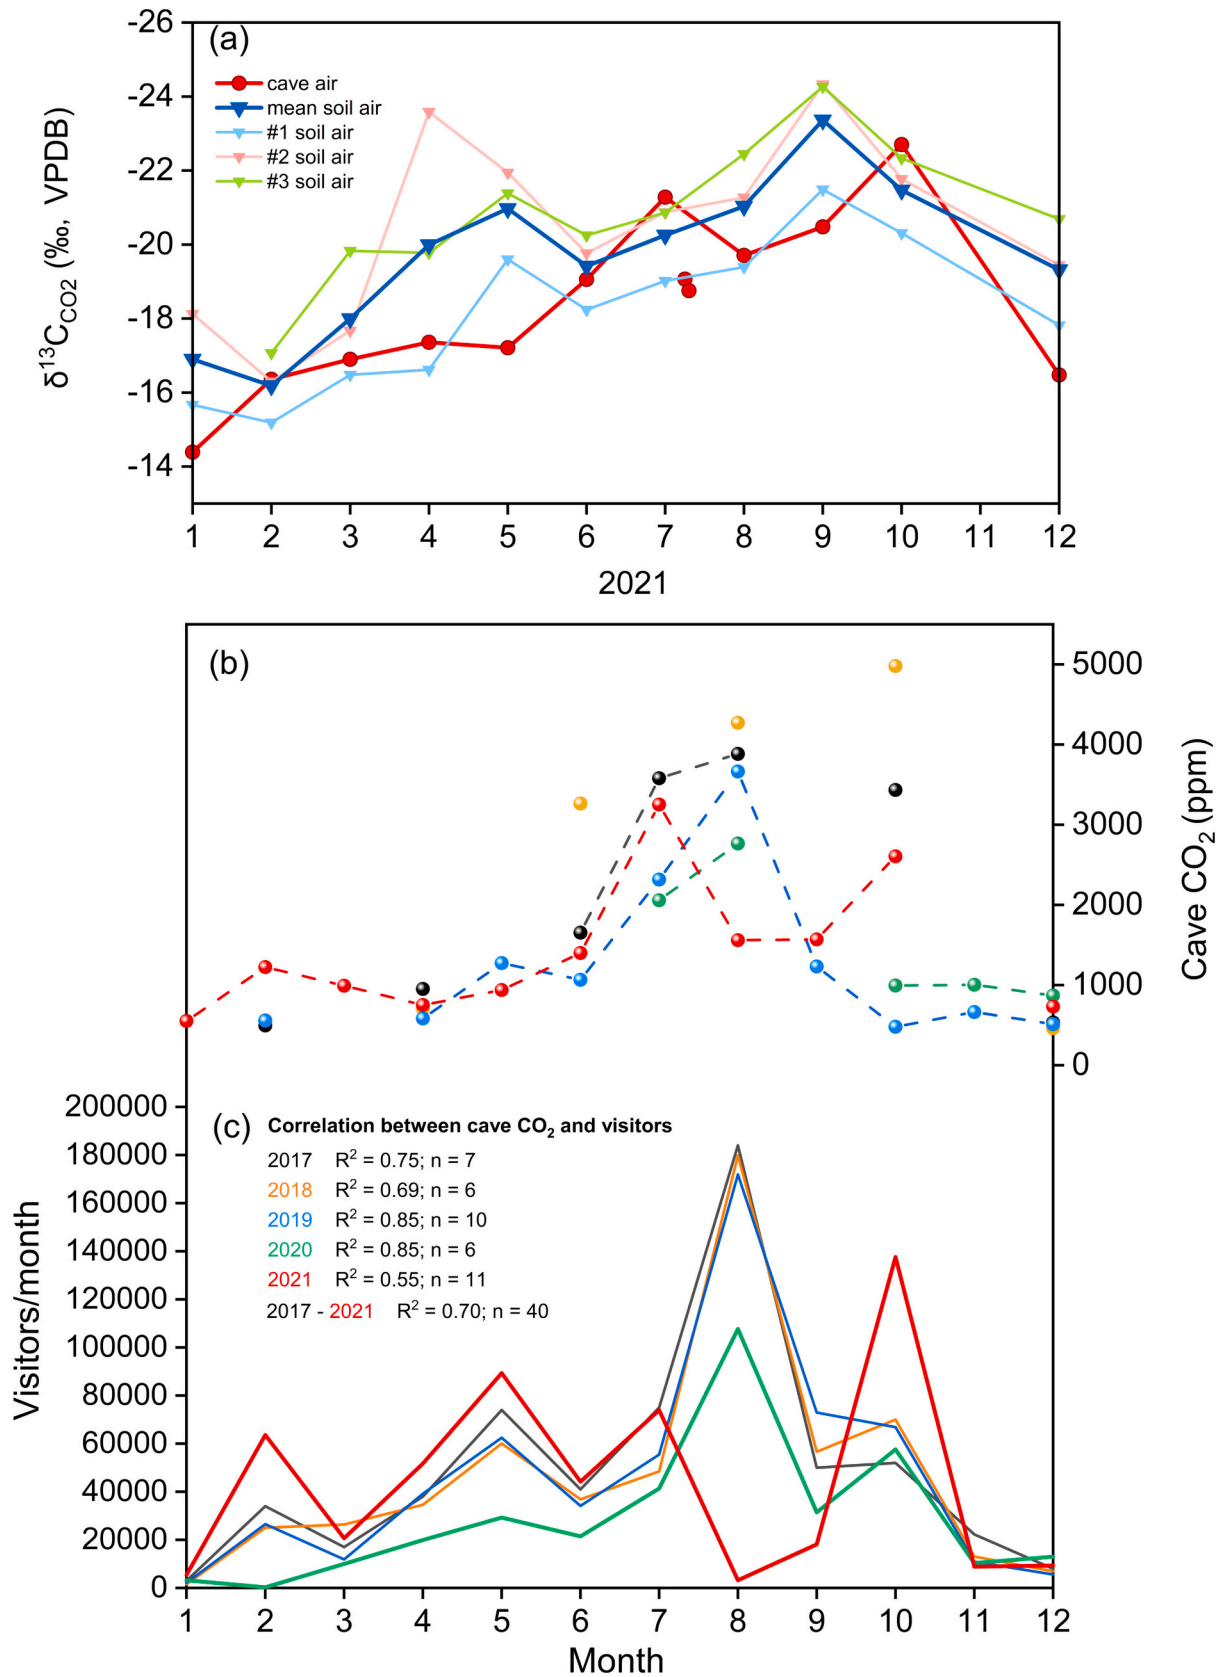 (a)
cave air
mean soil air
#1 soil air
#2 soil air
#3 soil air
δ¹³C_CO2 (‰, VPDB)
-26
-24
-22
-20
-18
-16
-14
1 2 3 4 5 6 7 8 9 10 11 12
2021
(b)
5000
4000
3000
2000
1000
0
Cave CO₂ (ppm)
(c) Correlation between cave CO₂ and visitors
2017 R² = 0.75; n = 7
2018 R² = 0.69; n = 6
2019 R² = 0.85; n = 10
2020 R² = 0.85; n = 6
2021 R² = 0.55; n = 11
2017 - 2021 R² = 0.70; n = 40
Visitors/month
200000
180000
160000
140000
120000
100000
80000
60000
40000
20000
0
1 2 3 4 5 6 7 8 9 10 11 12
Month